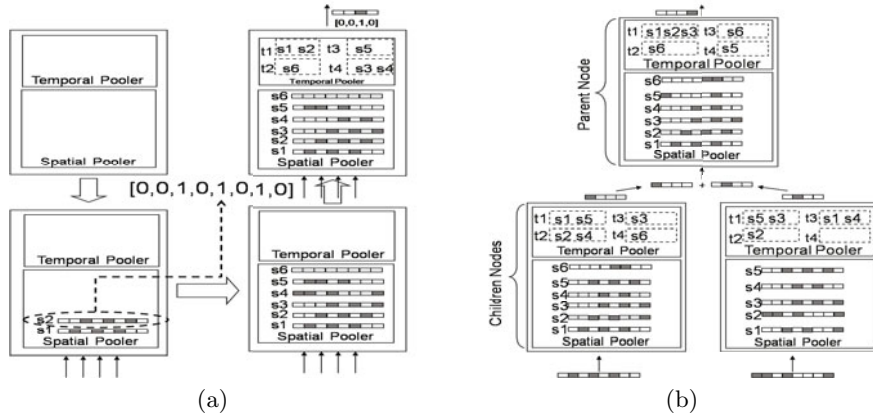 Temporal Pooler
Spatial Pooler
[0,0,1,0,1,0,1,0]
Temporal Pooler
s2
s1
Spatial Pooler
[0,0,1,0]
t1 s1 s2 t3 s5
t2 s6 t4 s3 s4
Temporal Pooler
s6
s5
s4
s3
s2
s1
Spatial Pooler
Temporal Pooler
s6
s5
s4
s3
s2
s1
Spatial Pooler
(a)
Parent Node
t1 s1s2s3 t3 s6
t2 s6 t4 s5
Temporal Pooler
s6
s5
s4
s3
s2
s1
Spatial Pooler
+
Children Nodes
t1 s1 s5 t3 s3
t2 s2 s4 t4 s6
Temporal Pooler
s6
s5
s4
s3
s2
s1
Spatial Pooler
t1 s5 s3 t3 s1 s4
t2 s2 t4
Temporal Pooler
s5
s4
s3
s2
s1
Spatial Pooler
(b)